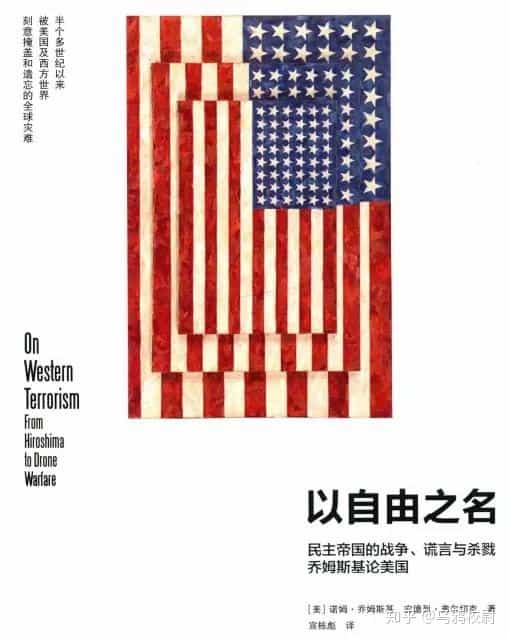 半个多世纪以来
被美国及西方世界
刻意掩盖和遗忘的全球灾难
On
Western
Terrorism
From
Hiroshima
to Drone
Warfare
以自由之名
民主帝国的战争、谎言与杀戮
乔姆斯基论美国
[美] 诺姆·乔姆斯基 安德烈·弗尔切克 著
宣栋彪 译
知乎 @乌鸦校尉